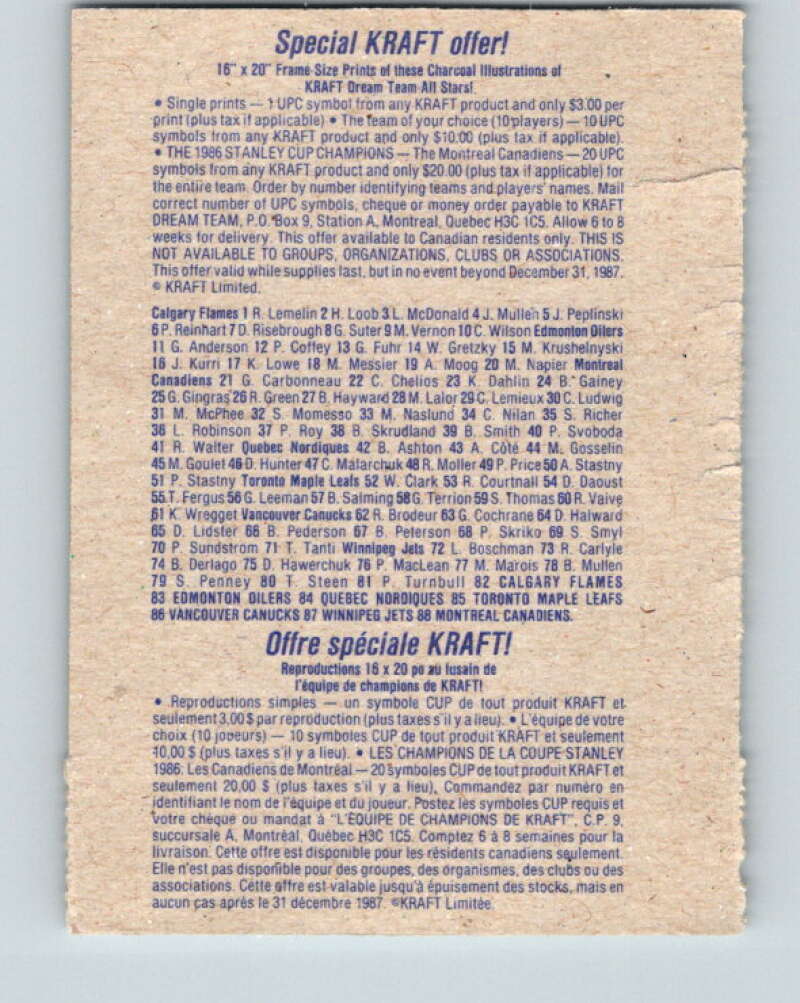 Special KRAFT offer!
16" x 20" Frame-Size Prints of these Charcoal Illustrations of
KRAFT Dream Team All Stars!
• Single prints — 1 UPC symbol from any KRAFT product and only $3.00 per
print (plus tax if applicable) • The team of your choice (10 players) — 10 UPC
symbols from any KRAFT product and only $10.00 (plus tax if applicable).
• THE 1986 STANLEY CUP CHAMPIONS — The Montreal Canadiens — 20 UPC
symbols from any KRAFT product and only $20.00 (plus tax if applicable) for
the entire team. Order by number identifying teams and players' names. Mail
correct number of UPC symbols, cheque or money order payable to KRAFT
DREAM TEAM, P.O. Box 9, Station A, Montreal, Quebec H3C 1C5. Allow 6 to 8
weeks for delivery. This offer available to Canadian residents only. THIS IS
NOT AVAILABLE TO GROUPS, ORGANIZATIONS, CLUBS OR ASSOCIATIONS.
This offer valid while supplies last, but in no event beyond December 31, 1987.
© KRAFT Limited.
Calgary Flames 1 R. Lemelin 2 H. Loob 3 L. McDonald 4 J. Mullen 5 J. Peplinski
6 P. Reinhart 7 D. Risebrough 8 G. Suter 9 M. Vernon 10 C. Wilson Edmonton Oilers
11 G. Anderson 12 P. Coffey 13 G. Fuhr 14 W. Gretzky 15 M. Krushelnyski
16 J. Kurri 17 K. Lowe 18 M. Messier 19 A. Moog 20 M. Napier Montreal
Canadiens 21 G. Carbonneau 22 C. Chelios 23 K. Dahlin 24 B. Gainey
25 G. Gingras 26 R. Green 27 B. Hayward 28 M. Lalor 29 C. Lemieux 30 C. Ludwig
31 M. McPhee 32 S. Momesso 33 M. Naslund 34 C. Nilan 35 S. Richer
36 L. Robinson 37 P. Roy 38 B. Skrudland 39 B. Smith 40 P. Svoboda
41 R. Walter Quebec Nordiques 42 B. Ashton 43 A. Côté 44 M. Gosselin
45 M. Goulet 46 D. Hunter 47 C. Malarchuk 48 R. Moller 49 P. Price 50 A. Stastny
51 P. Stastny Toronto Maple Leafs 52 W. Clark 53 R. Courtnall 54 D. Daoust
55 T. Fergus 56 G. Leeman 57 B. Salming 58 G. Terrion 59 S. Thomas 60 R. Vaive
61 K. Wregget Vancouver Canucks 62 R. Brodeur 63 G. Cochrane 64 D. Halward
65 D. Lidster 66 B. Pederson 67 B. Peterson 68 P. Skriko 69 S. Smyl
70 P. Sundstrom 71 T. Tanti Winnipeg Jets 72 L. Boschman 73 R. Carlyle
74 B. Derlago 75 D. Hawerchuk 76 P. MacLean 77 M. Marois 78 B. Mullen
79 S. Penney 80 T. Steen 81 P. Turnbull 82 CALGARY FLAMES
83 EDMONTON OILERS 84 QUEBEC NORDIQUES 85 TORONTO MAPLE LEAFS
86 VANCOUVER CANUCKS 87 WINNIPEG JETS 88 MONTREAL CANADIENS.
Offre spéciale KRAFT!
Reproductions 16 x 20 po au fusain de
l'équipe de champions de KRAFT!
• Reproductions simples — un symbole CUP de tout produit KRAFT et
seulement 3,00 $ par reproduction (plus taxes s'il y a lieu). • L'équipe de votre
choix (10 joueurs) — 10 symboles CUP de tout produit KRAFT et seulement
10,00 $ (plus taxes s'il y a lieu). • LES CHAMPIONS DE LA COUPE STANLEY
1986: Les Canadiens de Montréal — 20 symboles CUP de tout produit KRAFT et
seulement 20,00 $ (plus taxes s'il y a lieu). Commandez par numéro en
identifiant le nom de l'équipe et du joueur. Postez les symboles CUP requis et
votre chèque ou mandat à "L'ÉQUIPE DE CHAMPIONS DE KRAFT", C.P. 9,
succursale A, Montréal, Québec H3C 1C5. Comptez 6 à 8 semaines pour la
livraison. Cette offre est disponible pour les résidents canadiens seulement.
Elle n'est pas disponible pour des groupes, des organismes, des clubs ou des
associations. Cette offre est valable jusqu'à épuisement des stocks, mais en
aucun cas après le 31 décembre 1987. ©KRAFT Limitée.